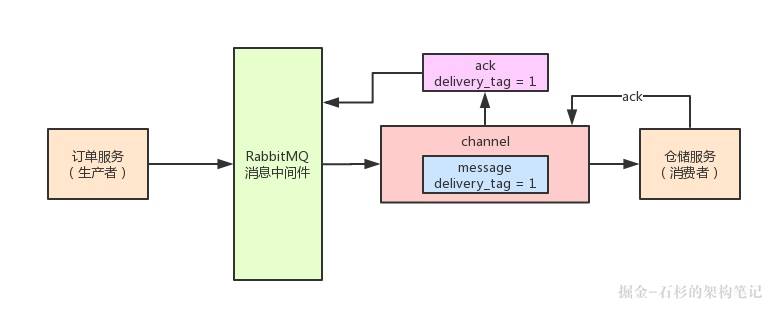 ack
delivery_tag = 1
ack
订单服务
（生产者）
RabbitMQ
消息中间件
channel
message
delivery_tag = 1
仓储服务
（消费者）
掘金-石杉的架构笔记